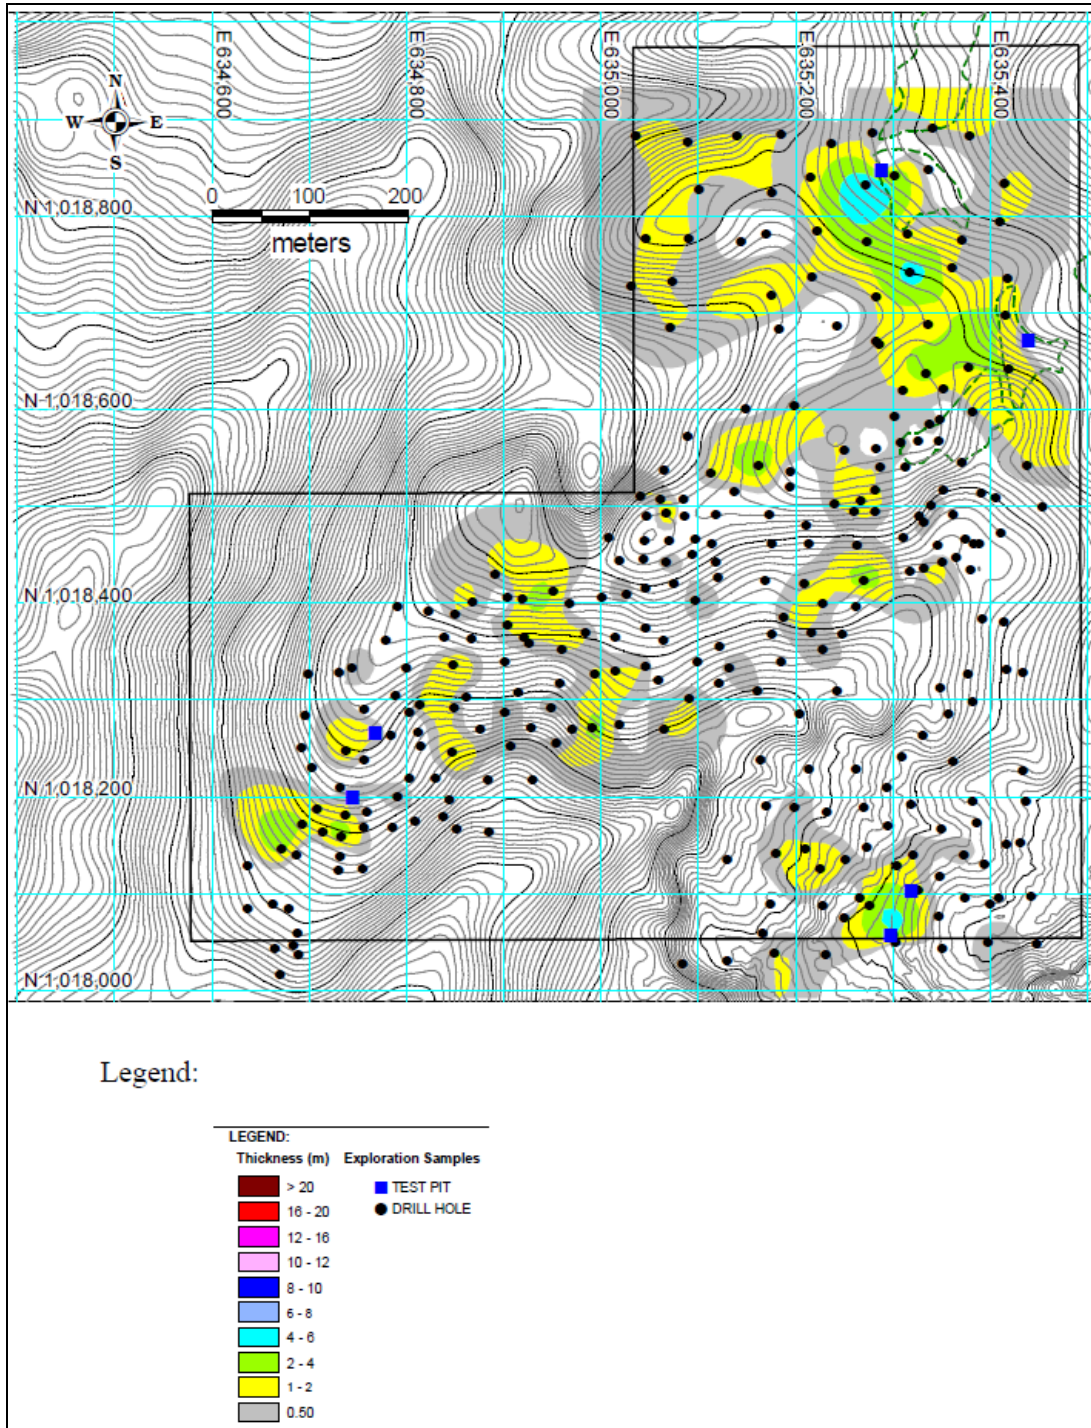 E 634,600
E 634,800
E 635,000
E 635,200
E 635,400
N
W E
S
0 100 200
meters
N 1,018,800
N 1,018,600
N 1,018,400
N 1,018,200
N 1,018,000
Legend:
LEGEND:
Thickness (m) Exploration Samples
> 20 TEST PIT
16 - 20 DRILL HOLE
12 - 16
10 - 12
8 - 10
6 - 8
4 - 6
2 - 4
1 - 2
0.50